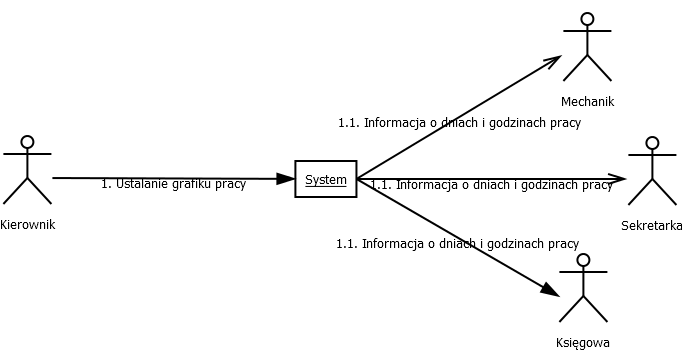 Mechanik
1.1. Informacja o dniach i godzinach pracy
Kierownik
1. Ustalanie grafiku pracy
System
1.1. Informacja o dniach i godzinach pracy
Sekretarka
1.1. Informacja o dniach i godzinach pracy
Księgowa